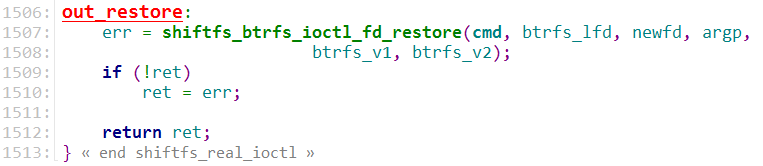 1506: out_restore:
1507:     err = shiftfs_btrfs_ioctl_fd_restore(cmd, btrfs_lfd, newfd, argp,
1508:                          btrfs_v1, btrfs_v2);
1509:     if (!ret)
1510:         ret = err;
1511:
1512:     return ret;
1513: } « end shiftfs_real_ioctl »